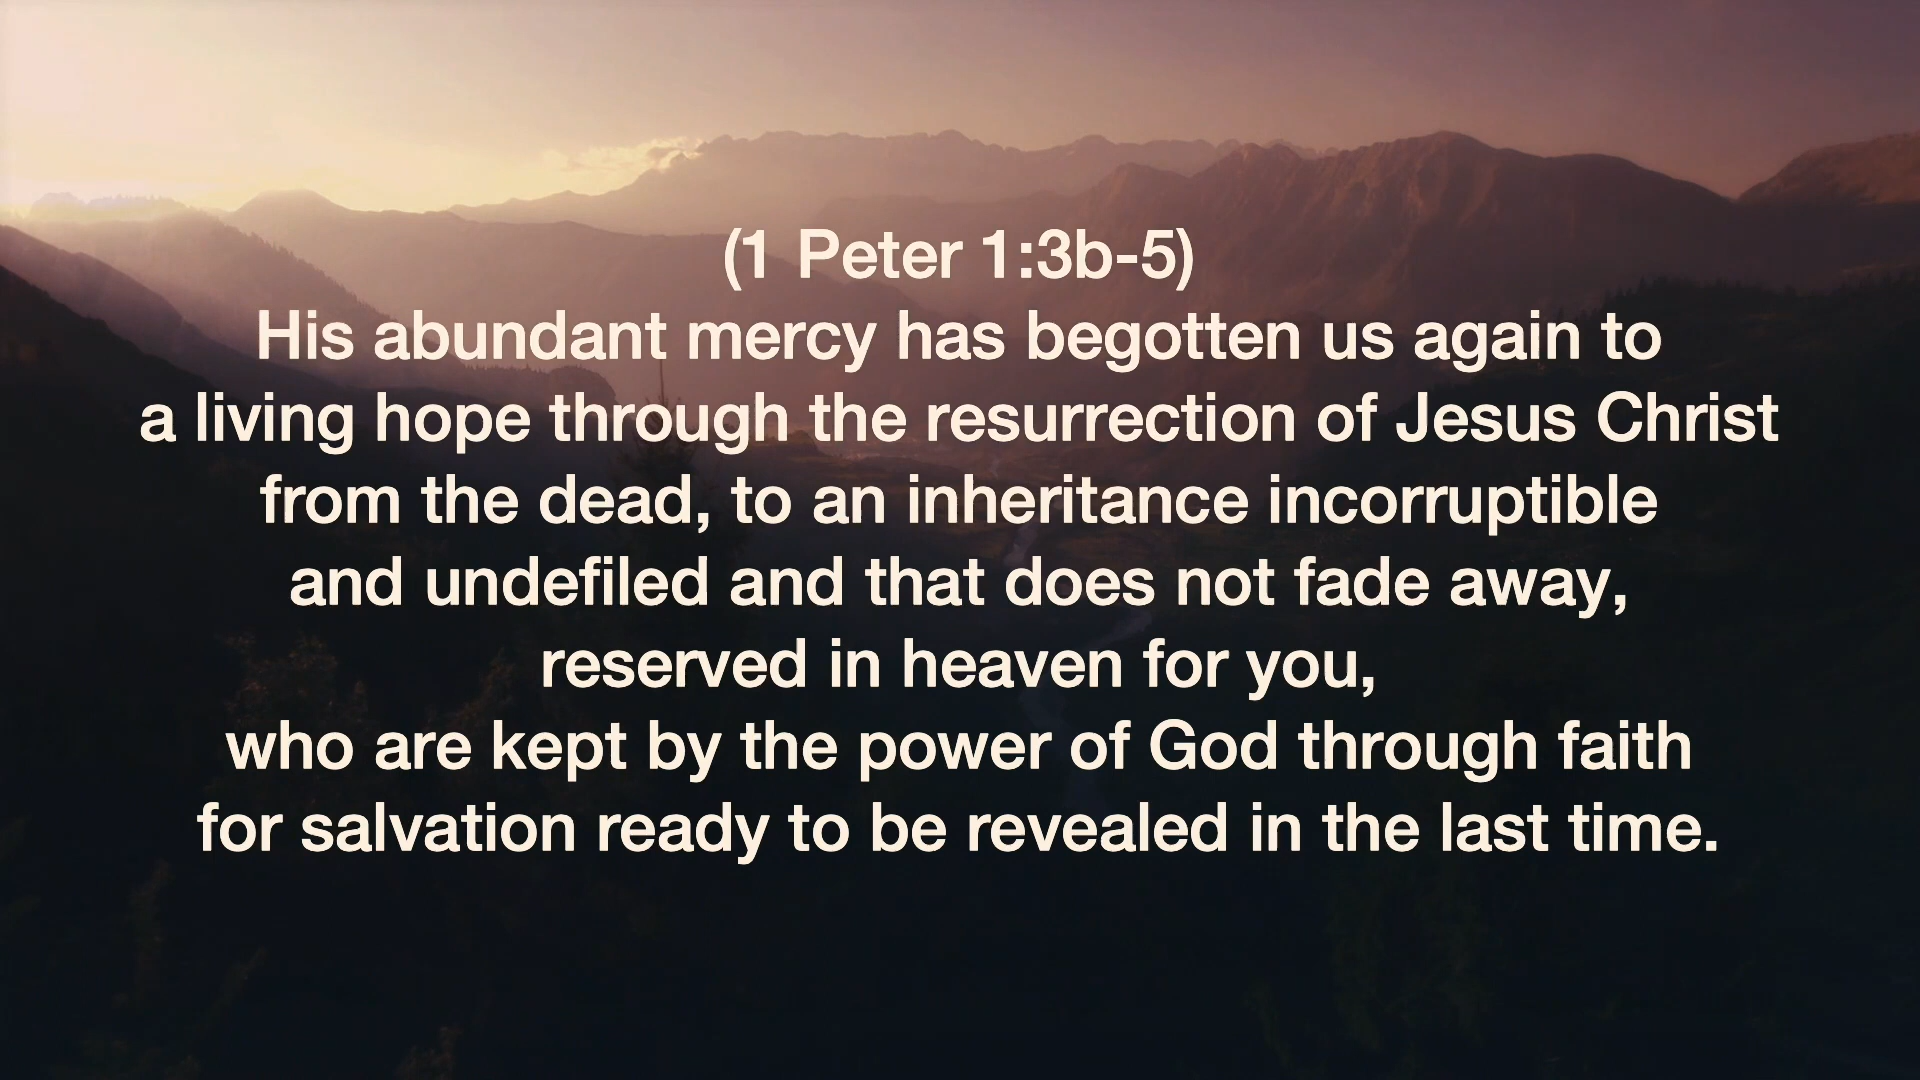 (1 Peter 1:3b-5)
His abundant mercy has begotten us again to
a living hope through the resurrection of Jesus Christ
from the dead, to an inheritance incorruptible
and undefiled and that does not fade away,
reserved in heaven for you,
who are kept by the power of God through faith
for salvation ready to be revealed in the last time.